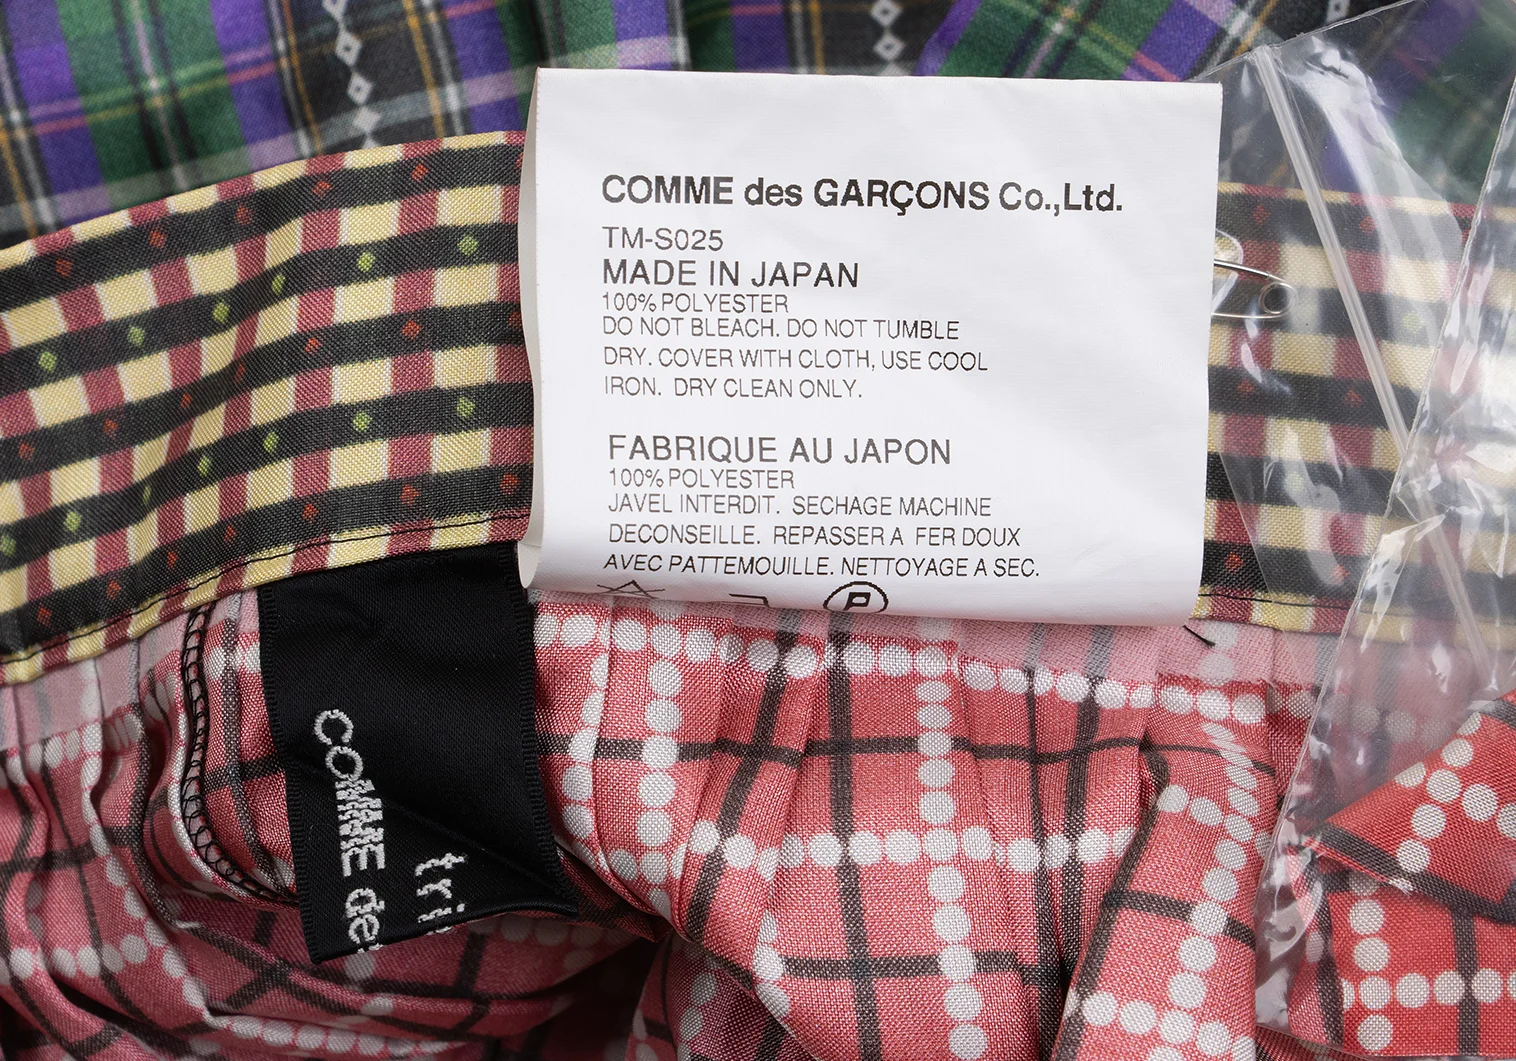 COMME des GARÇONS Co.,Ltd.
TM-S025
MADE IN JAPAN
100% POLYESTER
DO NOT BLEACH. DO NOT TUMBLE
DRY. COVER WITH CLOTH, USE COOL
IRON. DRY CLEAN ONLY.
FABRIQUE AU JAPON
100% POLYESTER
JAVEL INTERDIT. SECHAGE MACHINE
DECONSEILLE. REPASSER A FER DOUX
AVEC PATTEMOUILLE. NETTOYAGE A SEC.
P
tri
COMME de